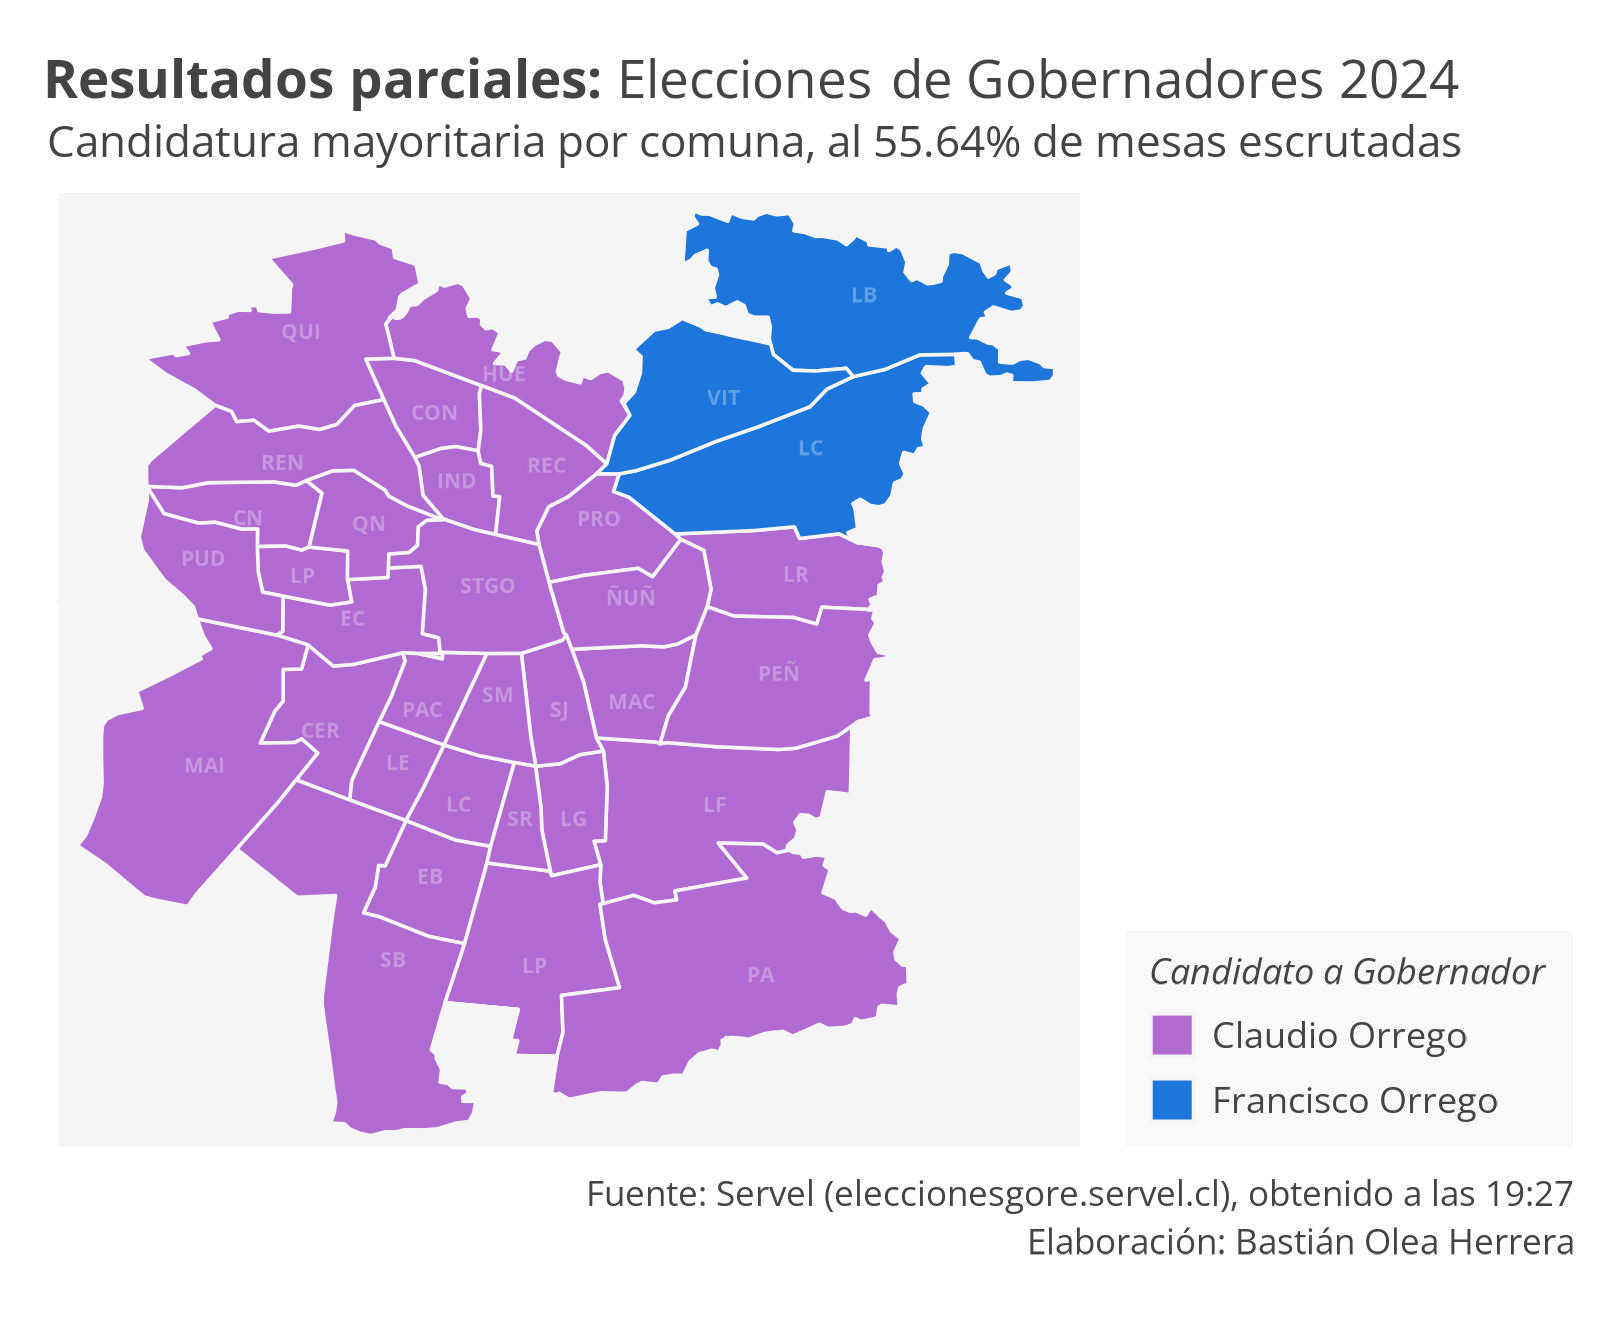 Resultados parciales: Elecciones de Gobernadores 2024
Candidatura mayoritaria por comuna, al 55.64% de mesas escrutadas
LB
QUI
HUE
VIT
CON
LC
REN
REC
IND
CN
QN
PRO
PUD
LP
STGO
LR
ÑUÑ
EC
PEÑ
SM
MAC
PAC
SJ
CER
LE
MAI
LC
LF
SR
LG
EB
SB
LP
PA
Candidato a Gobernador
Claudio Orrego
Francisco Orrego
Fuente: Servel (eleccionesgore.servel.cl), obtenido a las 19:27
Elaboración: Bastián Olea Herrera